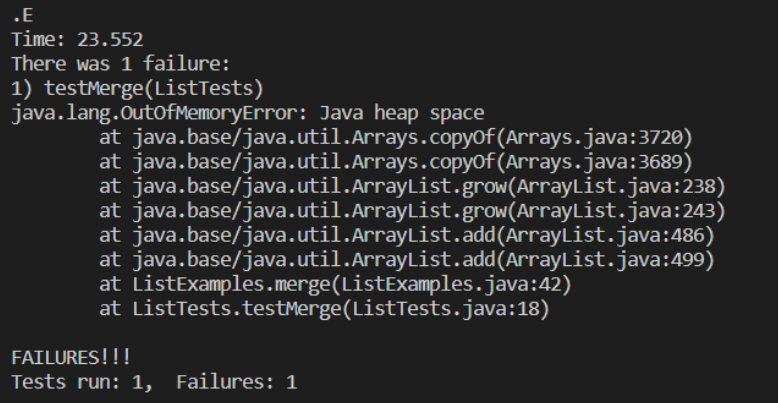 .E
Time: 23.552
There was 1 failure:
1) testMerge(ListTests)
java.lang.OutOfMemoryError: Java heap space
        at java.base/java.util.Arrays.copyOf(Arrays.java:3720)
        at java.base/java.util.Arrays.copyOf(Arrays.java:3689)
        at java.base/java.util.ArrayList.grow(ArrayList.java:238)
        at java.base/java.util.ArrayList.grow(ArrayList.java:243)
        at java.base/java.util.ArrayList.add(ArrayList.java:486)
        at java.base/java.util.ArrayList.add(ArrayList.java:499)
        at ListExamples.merge(ListExamples.java:42)
        at ListTests.testMerge(ListTests.java:18)

FAILURES!!!
Tests run: 1,  Failures: 1